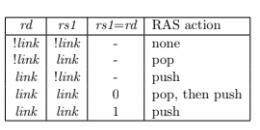 rd rs1 rs1=rd RAS action
!link !link - none
!link link - pop
link !link - push
link link 0 pop, then push
link link 1 push